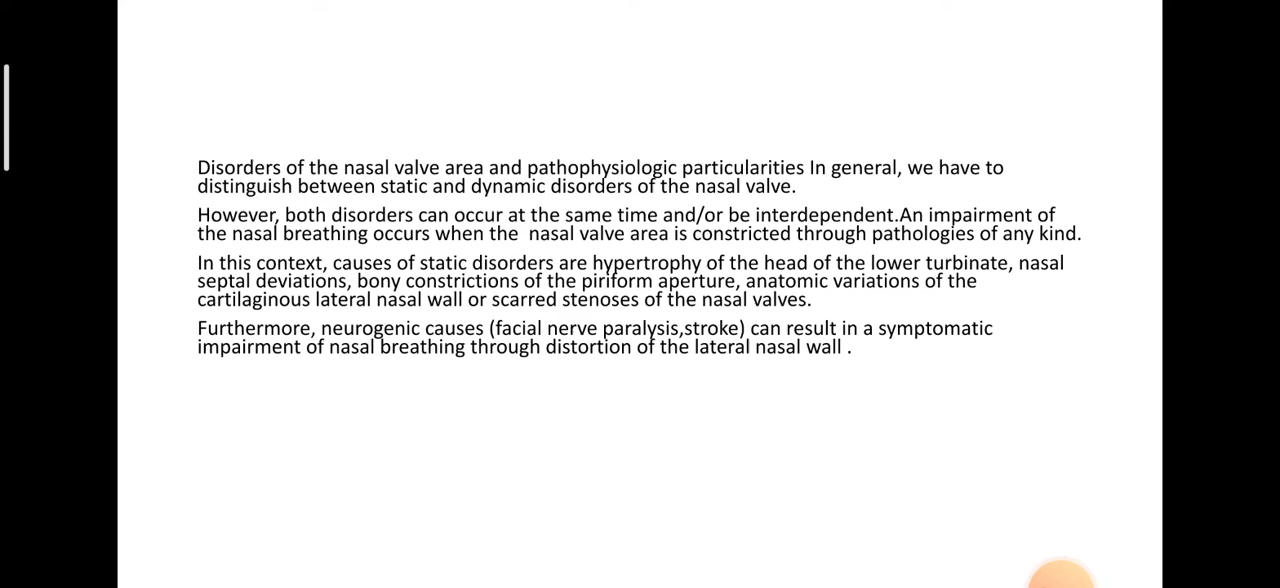 Disorders of the nasal valve area and pathophysiologic particularities In general, we have to
distinguish between static and dynamic disorders of the nasal valve.
However, both disorders can occur at the same time and/or be interdependent.An impairment of
the nasal breathing occurs when the  nasal valve area is constricted through pathologies of any kind.
In this context, causes of static disorders are hypertrophy of the head of the lower turbinate, nasal
septal deviations, bony constrictions of the piriform aperture, anatomic variations of the
cartilaginous lateral nasal wall or scarred stenoses of the nasal valves.
Furthermore, neurogenic causes (facial nerve paralysis,stroke) can result in a symptomatic
impairment of nasal breathing through distortion of the lateral nasal wall .